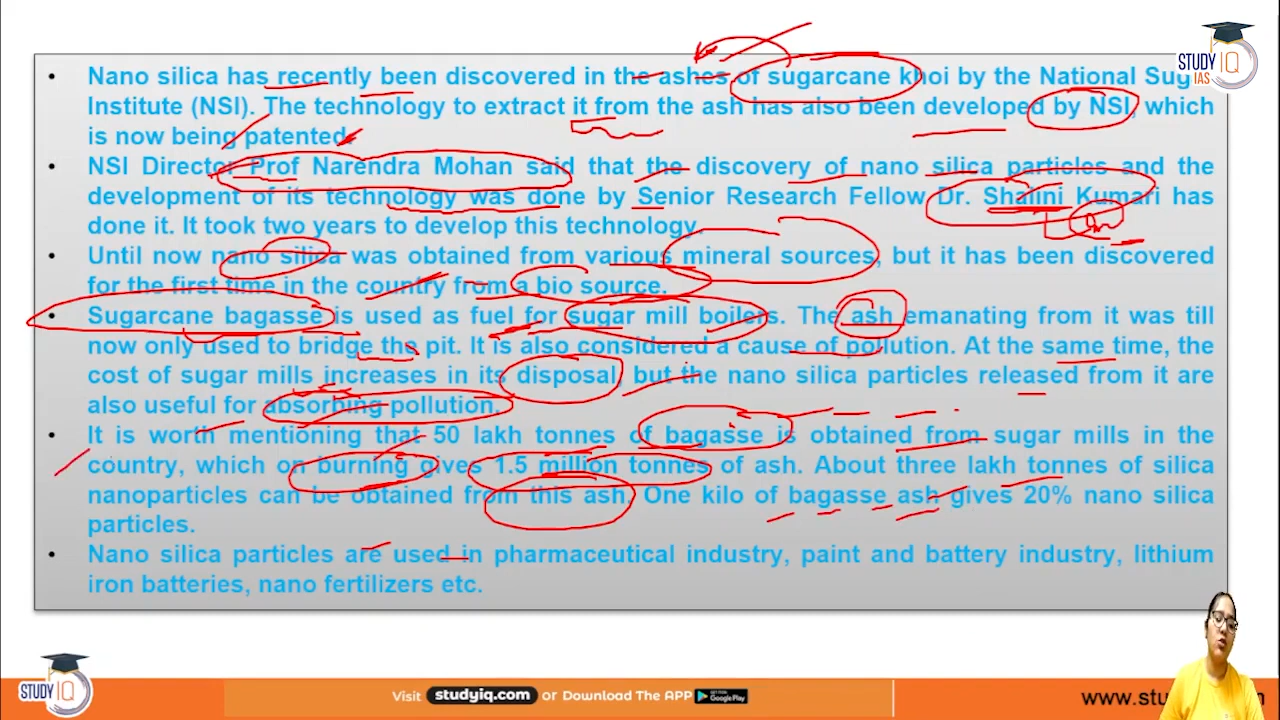 STUDY IQ
IAS
• Nano silica has recently been discovered in the ashes of sugarcane khoi by the National Sugar
Institute (NSI). The technology to extract it from the ash has also been developed by NSI, which
is now being patented.
• NSI Director Prof Narendra Mohan said that the discovery of nano silica particles and the
development of its technology was done by Senior Research Fellow Dr. Shalini Kumari has
done it. It took two years to develop this technology.
• Until now nano silica was obtained from various mineral sources, but it has been discovered
for the first time in the country from a bio source.
• Sugarcane bagasse is used as fuel for sugar mill boilers. The ash emanating from it was till
now only used to bridge the pit. It is also considered a cause of pollution. At the same time, the
cost of sugar mills increases in its disposal, but the nano silica particles released from it are
also useful for absorbing pollution.
• It is worth mentioning that 50 lakh tonnes of bagasse is obtained from sugar mills in the
country, which on burning gives 1.5 million tonnes of ash. About three lakh tonnes of silica
nanoparticles can be obtained from this ash. One kilo of bagasse ash gives 20% nano silica
particles.
• Nano silica particles are used in pharmaceutical industry, paint and battery industry, lithium
iron batteries, nano fertilizers etc.
STUDY IQ
Visit studyiq.com or Download The APP Google Play